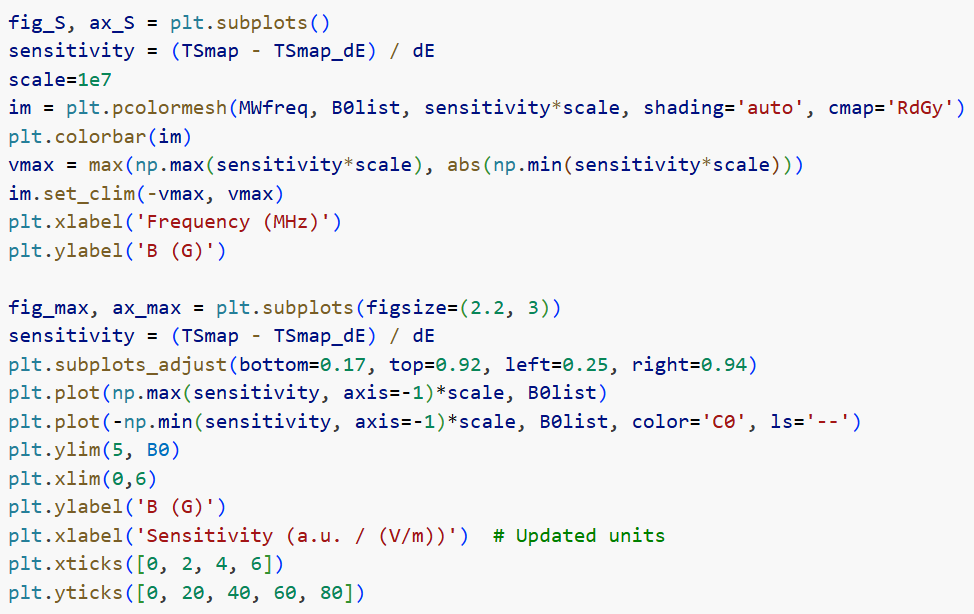 fig_S, ax_S = plt.subplots()
sensitivity = (TSmap - TSmap_dE) / dE
scale=1e7
im = plt.pcolormesh(MWfreq, B0list, sensitivity*scale, shading='auto', cmap='RdGy')
plt.colorbar(im)
vmax = max(np.max(sensitivity*scale), abs(np.min(sensitivity*scale)))
im.set_clim(-vmax, vmax)
plt.xlabel('Frequency (MHz)')
plt.ylabel('B (G)')

fig_max, ax_max = plt.subplots(figsize=(2.2, 3))
sensitivity = (TSmap - TSmap_dE) / dE
plt.subplots_adjust(bottom=0.17, top=0.92, left=0.25, right=0.94)
plt.plot(np.max(sensitivity, axis=-1)*scale, B0list)
plt.plot(-np.min(sensitivity, axis=-1)*scale, B0list, color='C0', ls='--')
plt.ylim(5, B0)
plt.xlim(0,6)
plt.ylabel('B (G)')
plt.xlabel('Sensitivity (a.u. / (V/m))')  # Updated units
plt.xticks([0, 2, 4, 6])
plt.yticks([0, 20, 40, 60, 80])